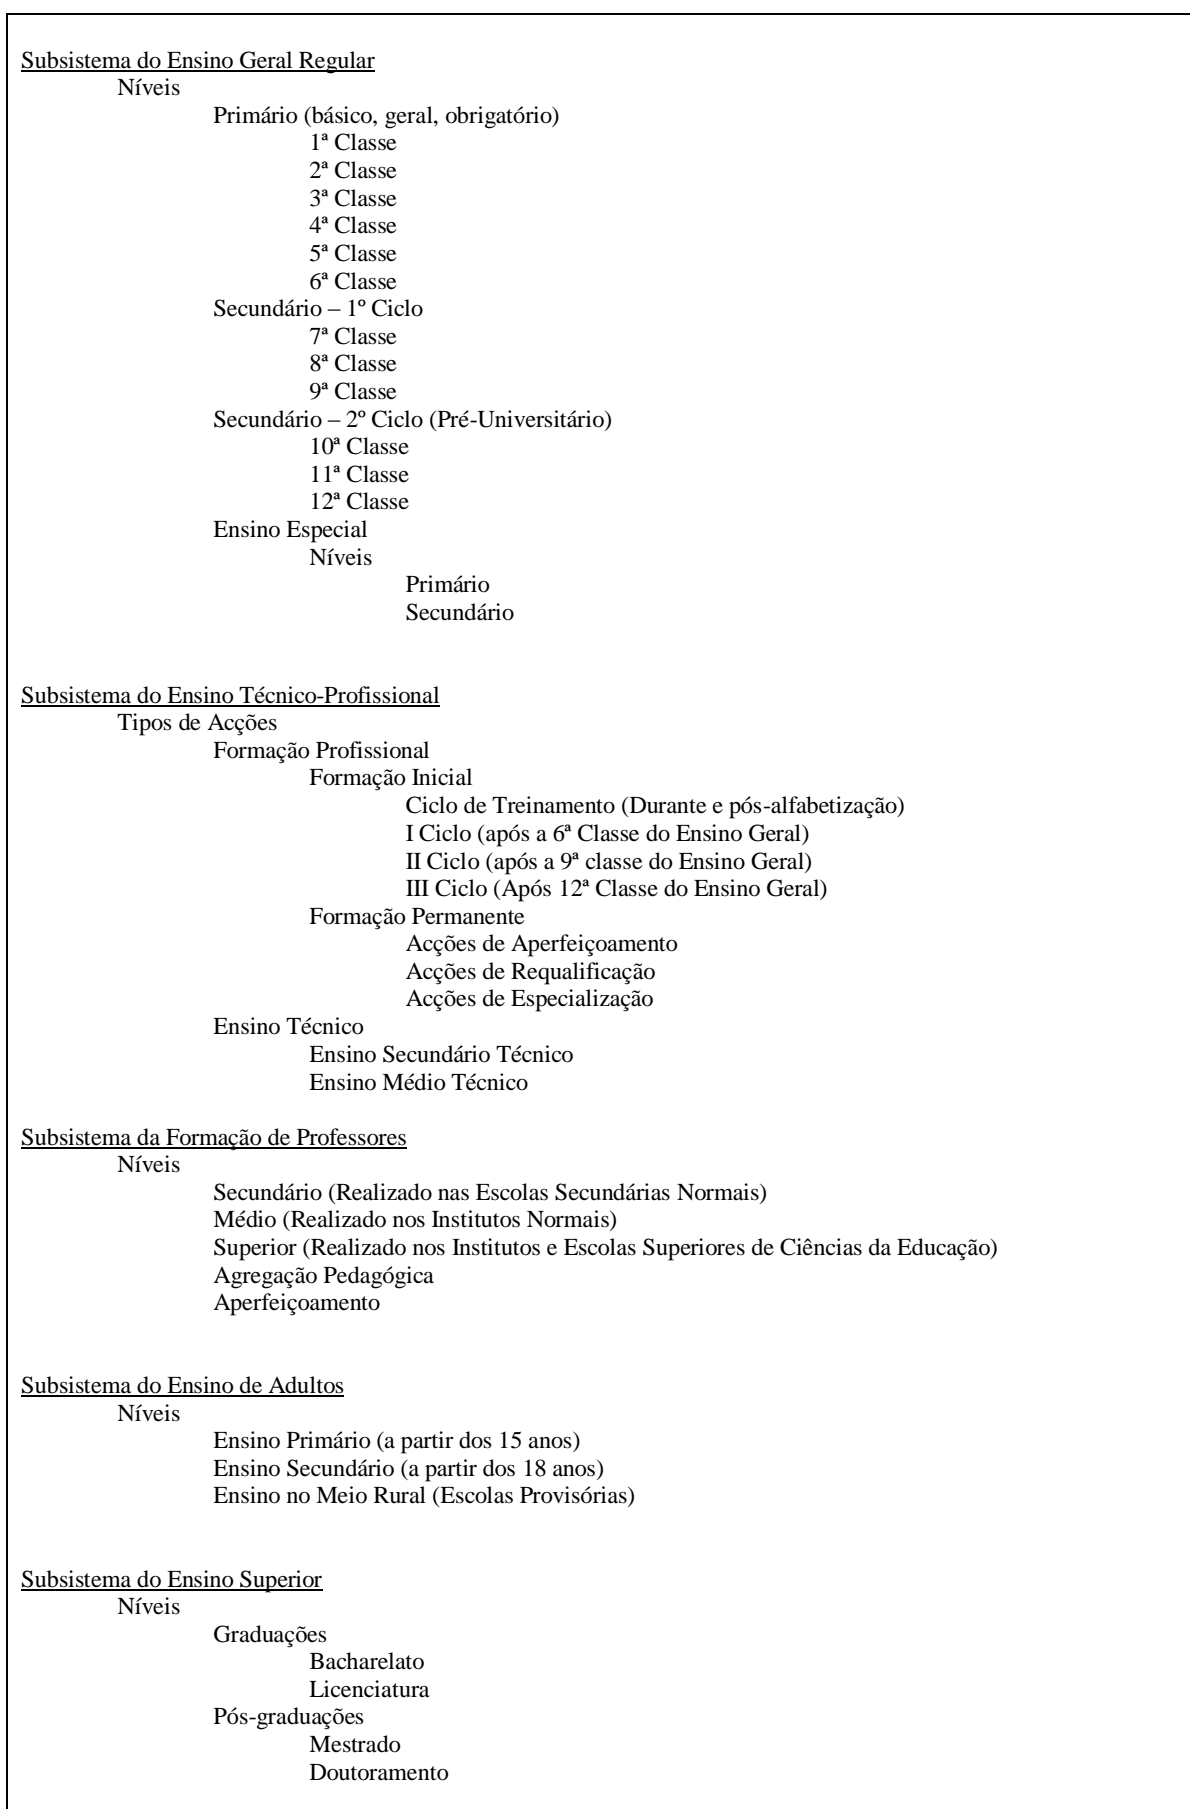 Subsistema do Ensino Geral Regular
Níveis
Primário (básico, geral, obrigatório)
1ª Classe
2ª Classe
3ª Classe
4ª Classe
5ª Classe
6ª Classe
Secundário – 1º Ciclo
7ª Classe
8ª Classe
9ª Classe
Secundário – 2º Ciclo (Pré-Universitário)
10ª Classe
11ª Classe
12ª Classe
Ensino Especial
Níveis
Primário
Secundário
Subsistema do Ensino Técnico-Profissional
Tipos de Acções
Formação Profissional
Formação Inicial
Ciclo de Treinamento (Durante e pós-alfabetização)
I Ciclo (após a 6ª Classe do Ensino Geral)
II Ciclo (após a 9ª classe do Ensino Geral)
III Ciclo (Após 12ª Classe do Ensino Geral)
Formação Permanente
Acções de Aperfeiçoamento
Acções de Requalificação
Acções de Especialização
Ensino Técnico
Ensino Secundário Técnico
Ensino Médio Técnico
Subsistema da Formação de Professores
Níveis
Secundário (Realizado nas Escolas Secundárias Normais)
Médio (Realizado nos Institutos Normais)
Superior (Realizado nos Institutos e Escolas Superiores de Ciências da Educação)
Agregação Pedagógica
Aperfeiçoamento
Subsistema do Ensino de Adultos
Níveis
Ensino Primário (a partir dos 15 anos)
Ensino Secundário (a partir dos 18 anos)
Ensino no Meio Rural (Escolas Provisórias)
Subsistema do Ensino Superior
Níveis
Graduações
Bacharelato
Licenciatura
Pós-graduações
Mestrado
Doutoramento